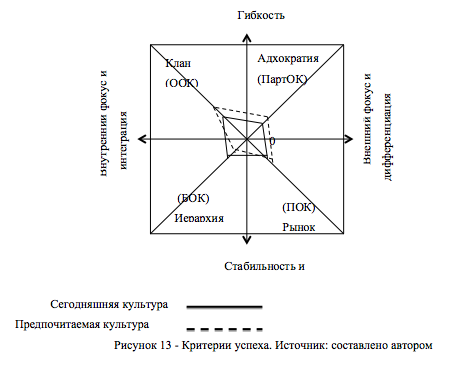 Гибкость
Клан
(ООК)
Адхократия
(ПартОК)
Внутренний фокус и
интеграция
Внешний фокус и
дифференциация
0
(БОК)
Иерархия
(ПОК)
Рынок
Стабильность и
Сегодняшняя культура
Предпочитаемая культура
Рисунок 13 - Критерии успеха. Источник: составлено автором